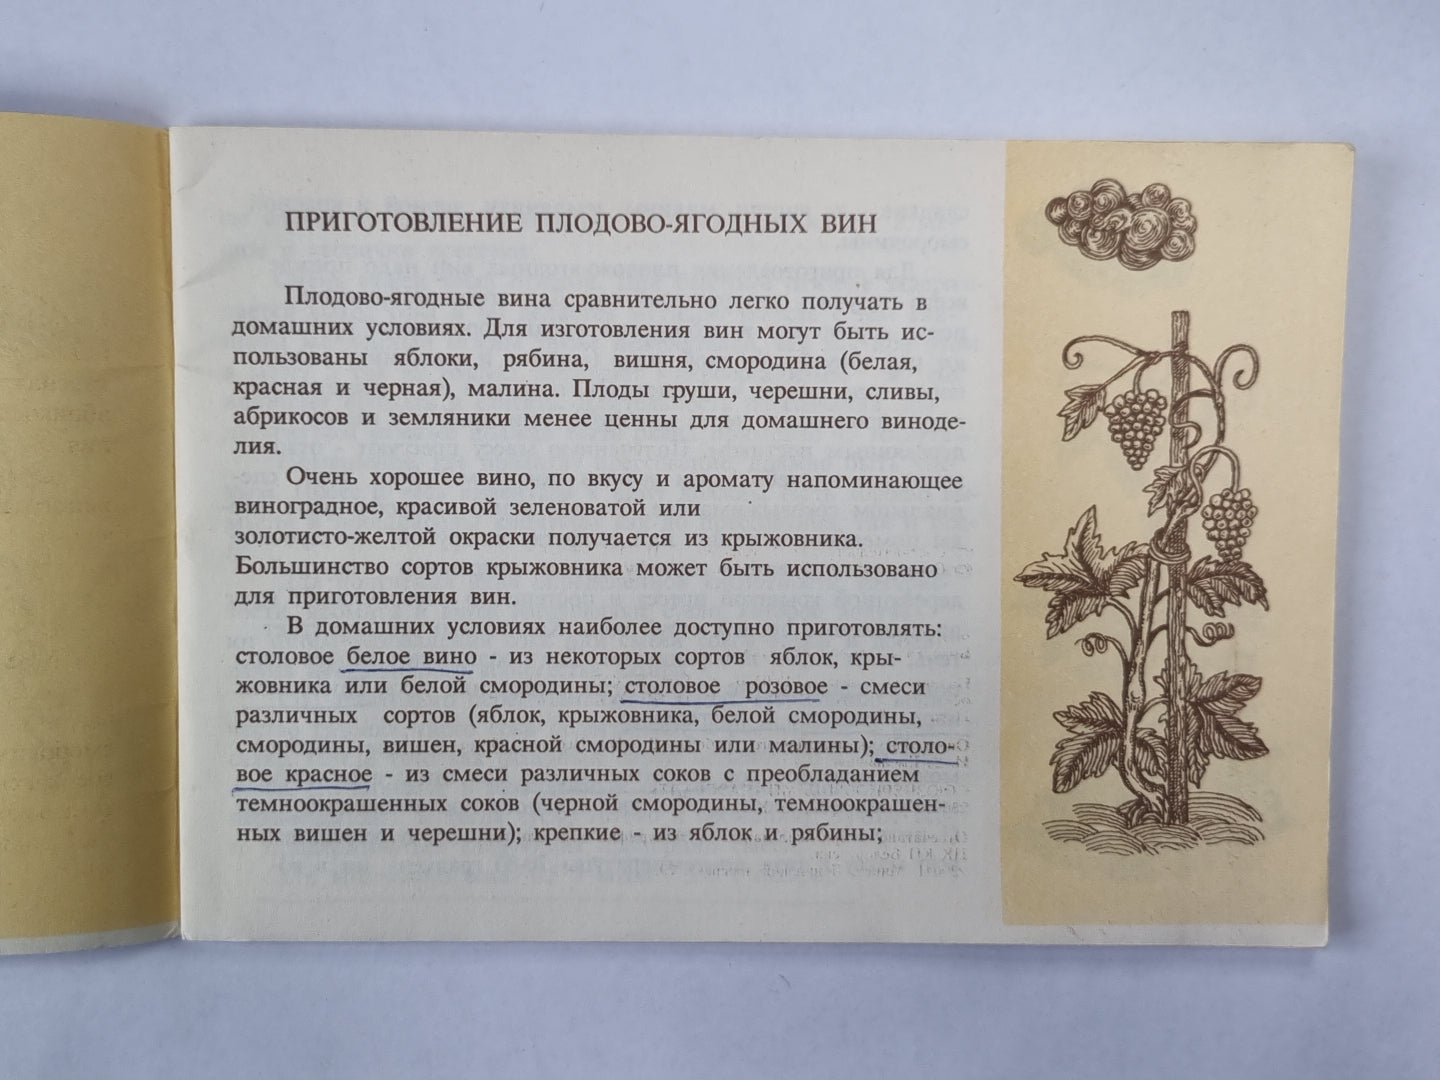 ПРИГОТОВЛЕНИЕ ПЛОДОВО-ЯГОДНЫХ ВИН
Плодово-ягодные вина сравнительно легко получать в
домашних условиях. Для изготовления вин могут быть ис-
пользованы яблоки, рябина, вишня, смородина (белая,
красная и черная), малина. Плоды груши, черешни, сливы,
абрикосов и земляники менее ценны для домашнего виноде-
лия.
Очень хорошее вино, по вкусу и аромату напоминающее
виноградное, красивой зеленоватой или
золотисто-желтой окраски получается из крыжовника.
Большинство сортов крыжовника может быть использовано
для приготовления вин.
В домашних условиях наиболее доступно приготовлять:
столовое белое вино - из некоторых сортов яблок, кры-
жовника или белой смородины; столовое розовое - смеси
различных сортов (яблок, крыжовника, белой смородины,
смородины, вишен, красной смородины или малины); столо-
вое красное - из смеси различных соков с преобладанием
темноокрашенных соков (черной смородины, темноокрашен-
ных вишен и черешни); крепкие - из яблок и рябины;